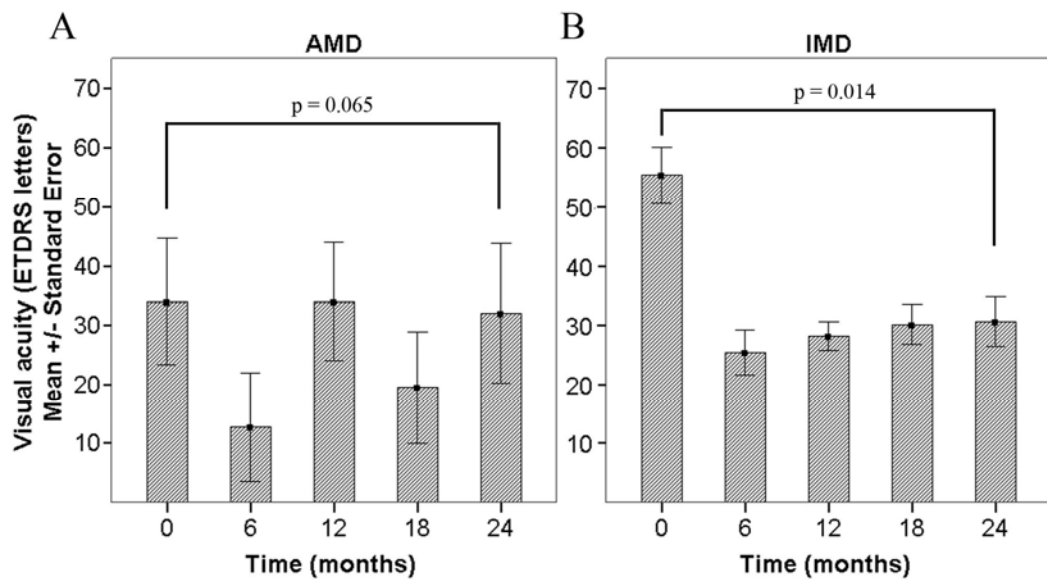 A
AMD
p = 0.065
Visual acuity (ETDRS letters)
Mean +/- Standard Error
70
60
50
40
30
20
10
0 6 12 18 24
Time (months)
B
IMD
p = 0.014
70
60
50
40
30
20
10
0 6 12 18 24
Time (months)